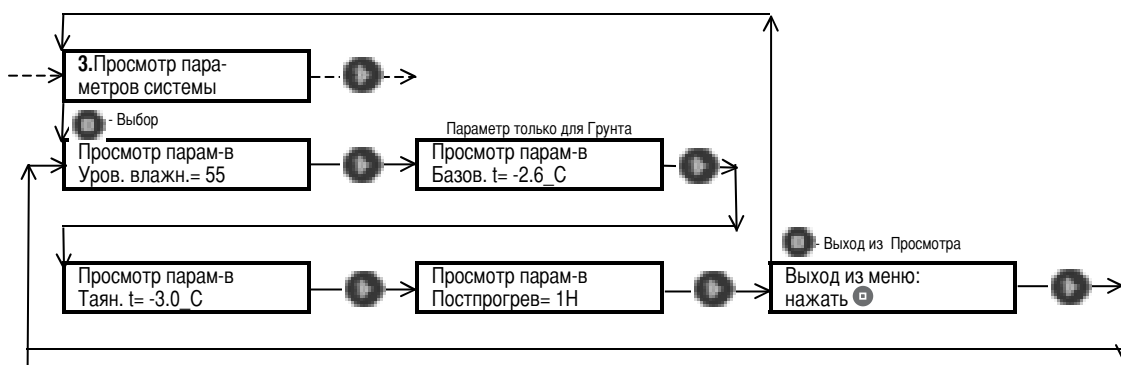 3.Просмотр пара-
метров системы
- Выбор
Параметр только для Грунта
Просмотр парам-в
Уров. влажн.= 55
Просмотр парам-в
Базов. t= -2.6_C
- Выход из Просмотра
Просмотр парам-в
Таян. t= -3.0_C
Просмотр парам-в
Постпрогрев= 1H
Выход из меню:
нажать